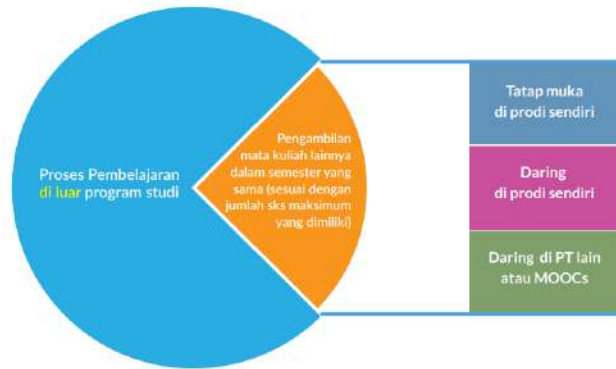 Proses Pembelajaran
di luar program studi
Pengambilan
mata kuliah lainnya
dalam semester yang
sama (sesuai dengan
jumlah sks maksimum
yang dimiliki)
Tatap muka
di prodi sendiri
Daring
di prodi sendiri
Daring di PT lain
atau MOOCs